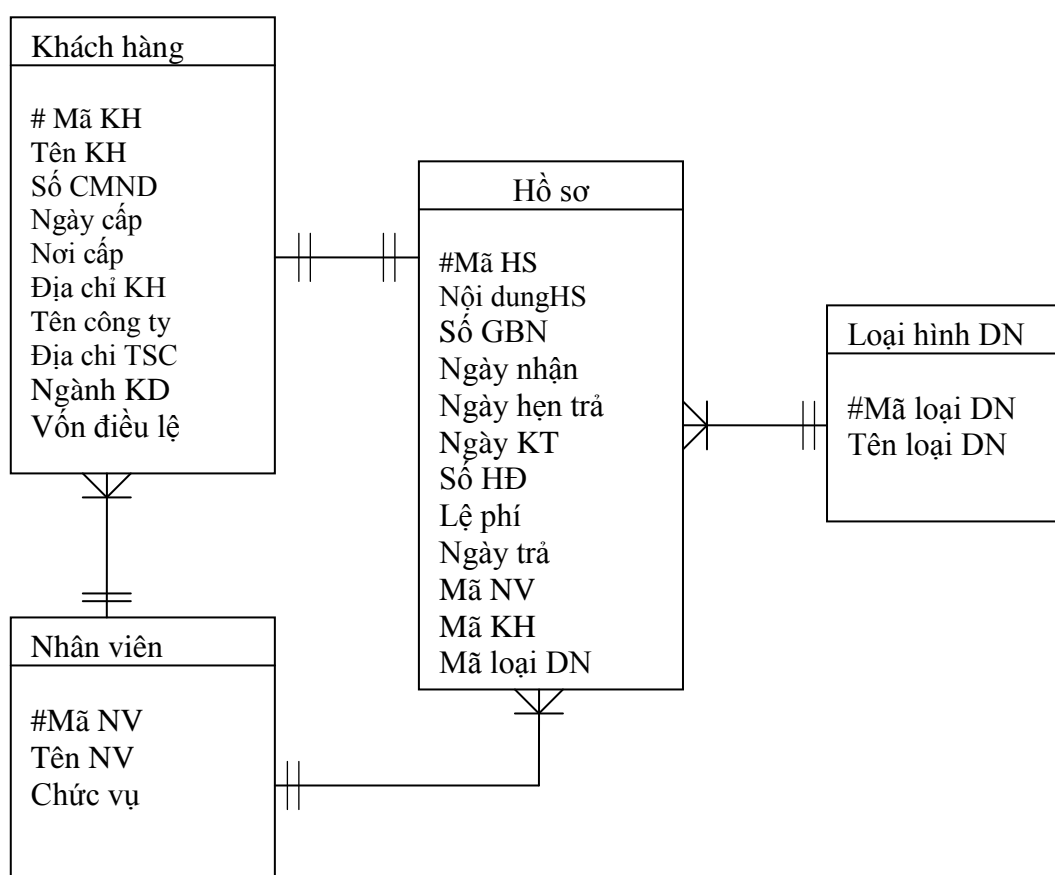 Khách hàng
# Mã KH
Tên KH
Số CMND
Ngày cấp
Nơi cấp
Địa chỉ KH
Tên công ty
Địa chi TSC
Ngành KD
Vốn điều lệ
Hồ sơ
#Mã HS
Nội dungHS
Số GBN
Ngày nhận
Ngày hẹn trả
Ngày KT
Số HĐ
Lệ phí
Ngày trả
Mã NV
Mã KH
Mã loại DN
Loại hình DN
#Mã loại DN
Tên loại DN
Nhân viên
#Mã NV
Tên NV
Chức vụ